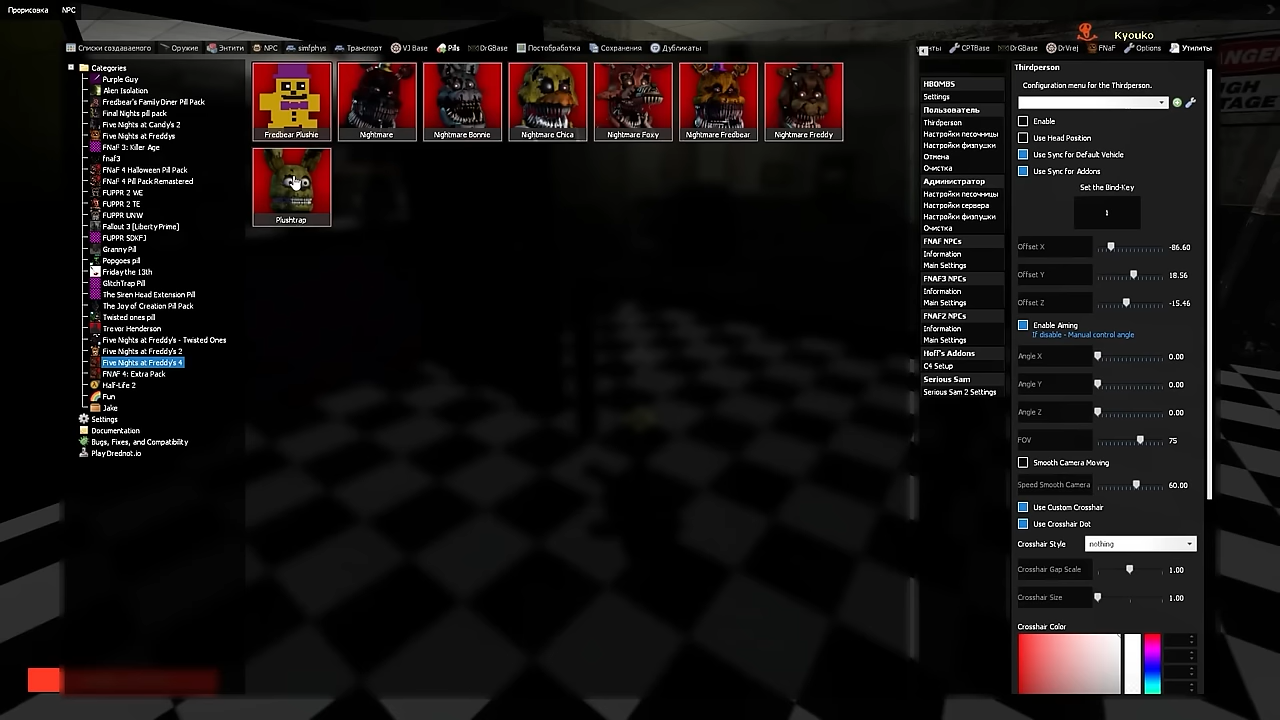 Прорисовка NPC
Kyouko
DANGER
HIGH
Списки создаваемого Оружие Энтити NPC simfphys Транспорт VJ Base Pills DrGBase Постобработка Сохранения Дубликаты
CPTBase DrGBase DrVrej FNAF Options Утилиты
Categories
Purple Guy
Alien Isolation
Fredbear's Family Diner Pill Pack
Final Nights pill pack
Five Nights at Candy's 2
Five Nights at Freddys
FNaF 3: Killer Age
fnaf3
FNaF 4 Halloween Pill Pack
FNAF 4 Pill Pack Remastered
FUPPR 2 WE
FUPPR 2 TE
FUPPR UNW
Fallout 3 [Liberty Prime]
FUPPR SDKFJ
Granny Pill
Popgoes pill
Friday the 13th
GlitchTrap Pill
The Siren Head Extension Pill
The Joy of Creation Pill Pack
Twisted ones pill
Trevor Henderson
Five Nights at Freddy's - Twisted Ones
Five Nights at Freddy's 2
Five Nights at Freddy's 4
FNAF 4: Extra Pack
Half-Life 2
Fun
Jake
Settings
Documentation
Bugs, Fixes, and Compatibility
Play Drednot.io
Fredbear Plushie
Nightmare
Nightmare Bonnie
Nightmare Chica
Nightmare Foxy
Nightmare Fredbear
Nightmare Freddy
Plushtrap
HBOMBS
Settings
Пользователь
Thirdperson
Настройки песочницы
Настройки физпушки
Отмена
Очистка
Администратор
Настройки песочницы
Настройки сервера
Настройки физпушки
Очистка
FNAF NPCs
Information
Main Settings
FNAF3 NPCs
Information
Main Settings
FNAF2 NPCs
Information
Main Settings
Hoff's Addons
C4 Setup
Serious Sam
Serious Sam 2 Settings
Thirdperson
Configuration menu for the Thirdperson.
Enable
Use Head Position
Use Sync for Default Vehicle
Use Sync for Addons
Set the Bind-Key
Offset X -86.60
Offset Y 18.56
Offset Z -15.46
Enable Aiming
If disable - Manual control angle
Angle X 0.00
Angle Y 0.00
Angle Z 0.00
FOV 75
Smooth Camera Moving
Speed Smooth Camera 60.00
Use Custom Crosshair
Use Crosshair Dot
Crosshair Style nothing
Crosshair Gap Scale 1.00
Crosshair Size 1.00
Crosshair Color